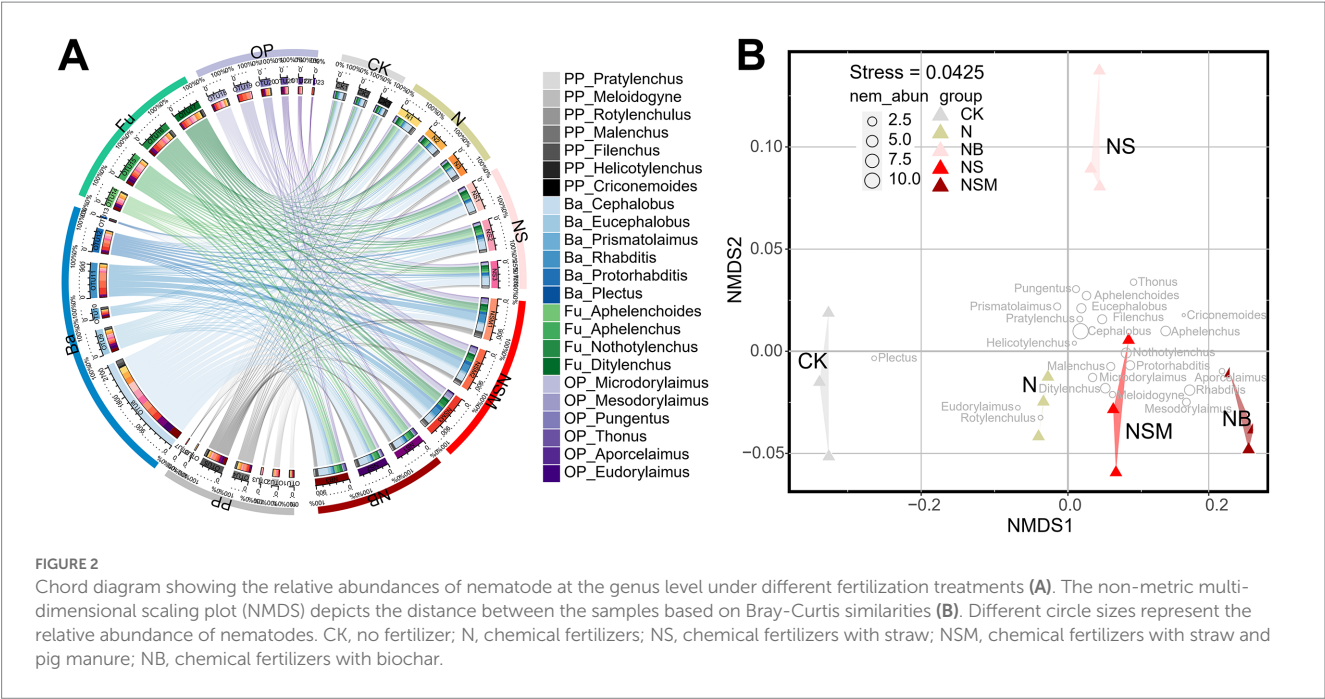 A
OP
CK
N
NS
NSM
NB
PP
Ba
Fu
PP_Pratylenchus
PP_Meloidogyne
PP_Rotylenchulus
PP_Malenchus
PP_Filenchus
PP_Helicotylenchus
PP_Criconemoides
Ba_Cephalobus
Ba_Eucephalobus
Ba_Prismatolaimus
Ba_Rhabditis
Ba_Protorhabditis
Ba_Plectus
Fu_Aphelenchoides
Fu_Aphelenchus
Fu_Nothotylenchus
Fu_Ditylenchus
OP_Microdorylaimus
OP_Mesodorylaimus
OP_Pungentus
OP_Thonus
OP_Aporcelaimus
OP_Eudorylaimus
B
Stress = 0.0425
nem_abun group
2.5
5.0
7.5
10.0
CK
N
NB
NS
NSM
NMDS2
0.10
0.05
0.00
−0.05
NS
Thonus
Pungentus
Aphelenchoides
Prismatolaimus
Eucephalobus
Pratylenchus
Filenchus
Criconemoides
Cephalobus
Aphelenchus
Helicotylenchus
Nothotylenchus
Plectus
CK
Malenchus
Protorhabditis
Microdorylaimus
Aporcelaimus
N
Ditylenchus
Meloidogyne
Rhabditis
Eudorylaimus
Mesodorylaimus
Rotylenchulus
NSM
NB
−0.2
0.0
0.2
NMDS1
FIGURE 2
Chord diagram showing the relative abundances of nematode at the genus level under different fertilization treatments (A). The non-metric multi-
dimensional scaling plot (NMDS) depicts the distance between the samples based on Bray-Curtis similarities (B). Different circle sizes represent the
relative abundance of nematodes. CK, no fertilizer; N, chemical fertilizers; NS, chemical fertilizers with straw; NSM, chemical fertilizers with straw and
pig manure; NB, chemical fertilizers with biochar.